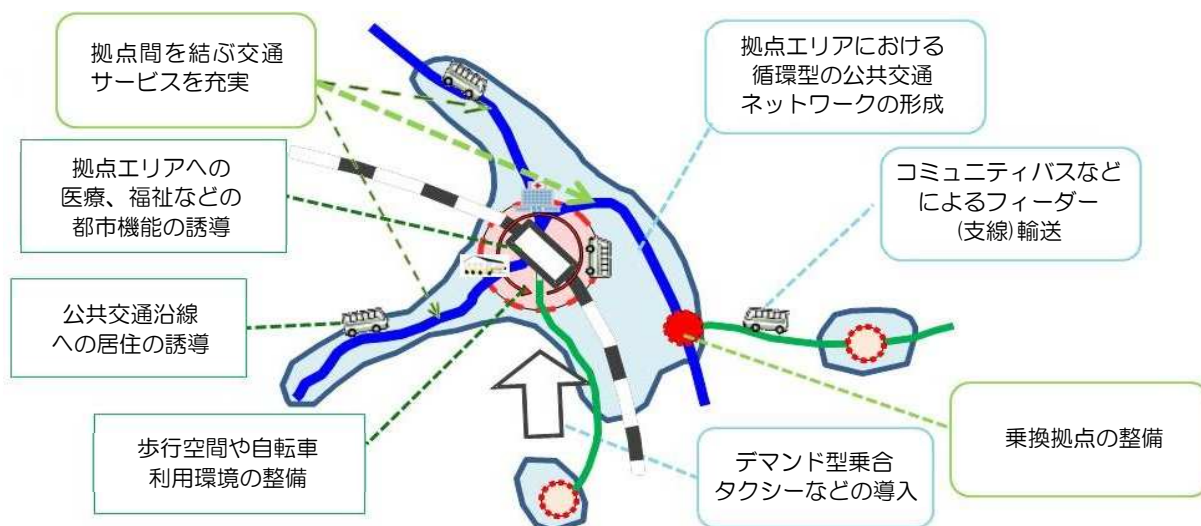 拠点間を結ぶ交通
サービスを充実
拠点エリアへの
医療、福祉などの
都市機能の誘導
公共交通沿線
への居住の誘導
歩行空間や自転車
利用環境の整備
拠点エリアにおける
循環型の公共交通
ネットワークの形成
コミュニティバスなど
によるフィーダー
(支線)輸送
乗換拠点の整備
デマンド型乗合
タクシーなどの導入